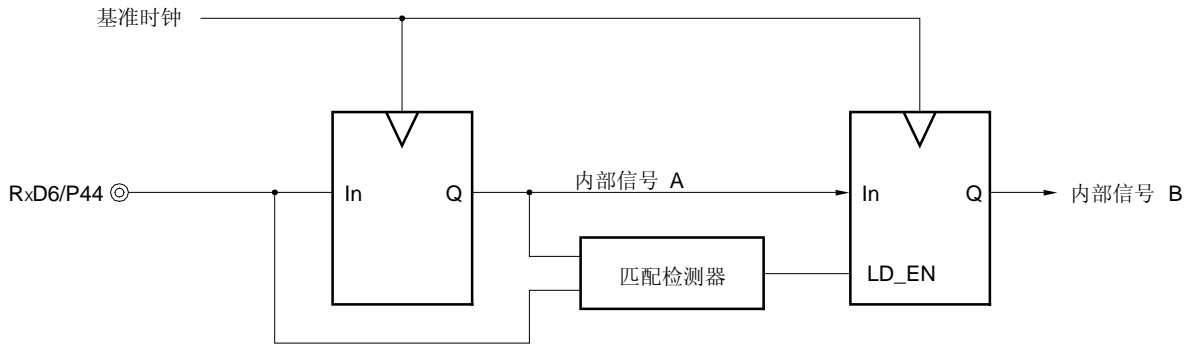 基准时钟
RxD6/P44
In
Q
内部信号 A
In
Q
内部信号 B
匹配检测器
LD_EN